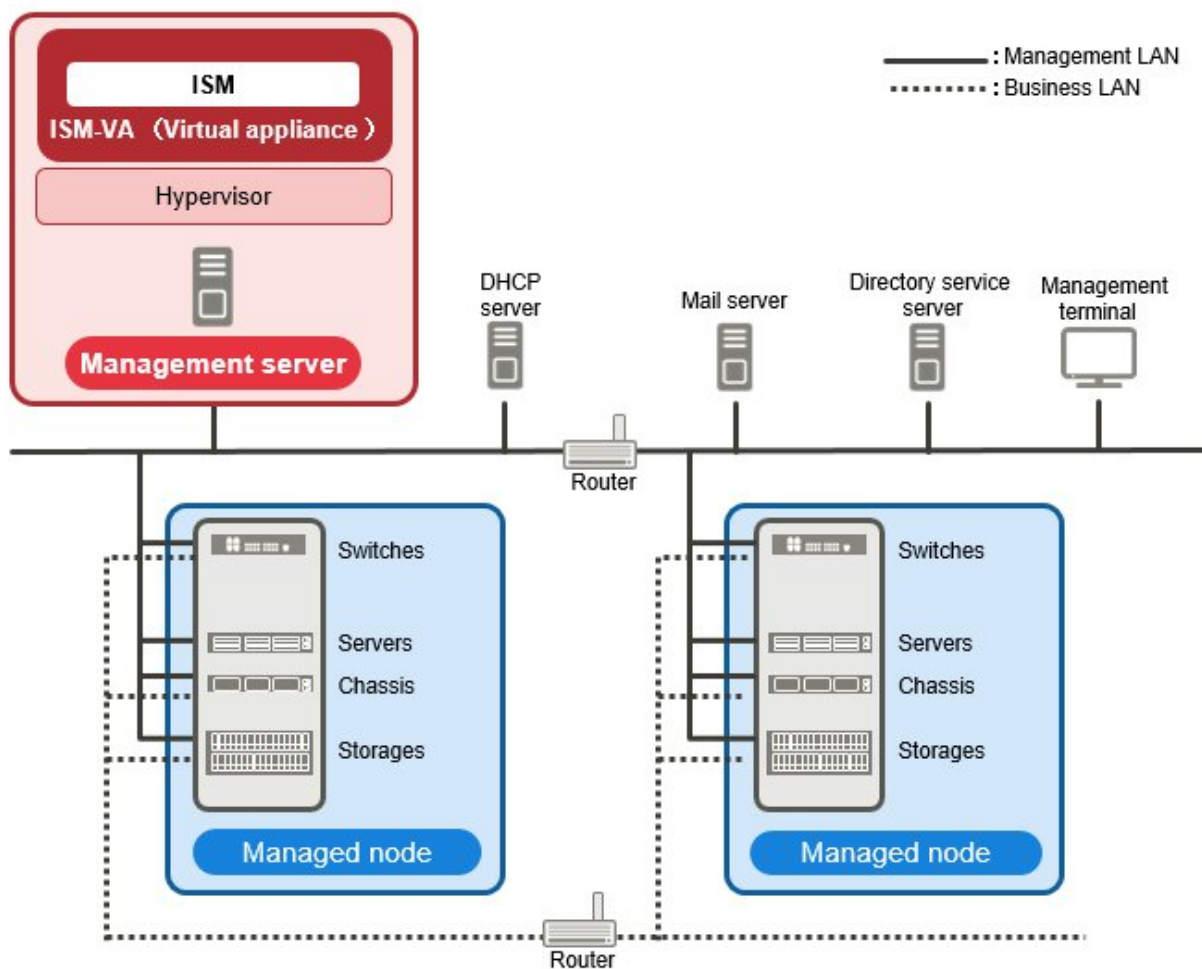 ISM
ISM-VA（Virtual appliance）
Hypervisor
Management server
: Management LAN
: Business LAN
DHCP
server
Mail server
Directory service
server
Management
terminal
Router
Switches
Servers
Chassis
Storages
Managed node
Switches
Servers
Chassis
Storages
Managed node
Router